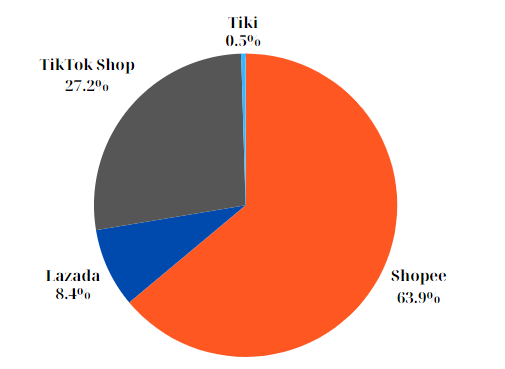 Tiki
0.5%
TikTok Shop
27.2%
Lazada
8.4%
Shopee
63.9%